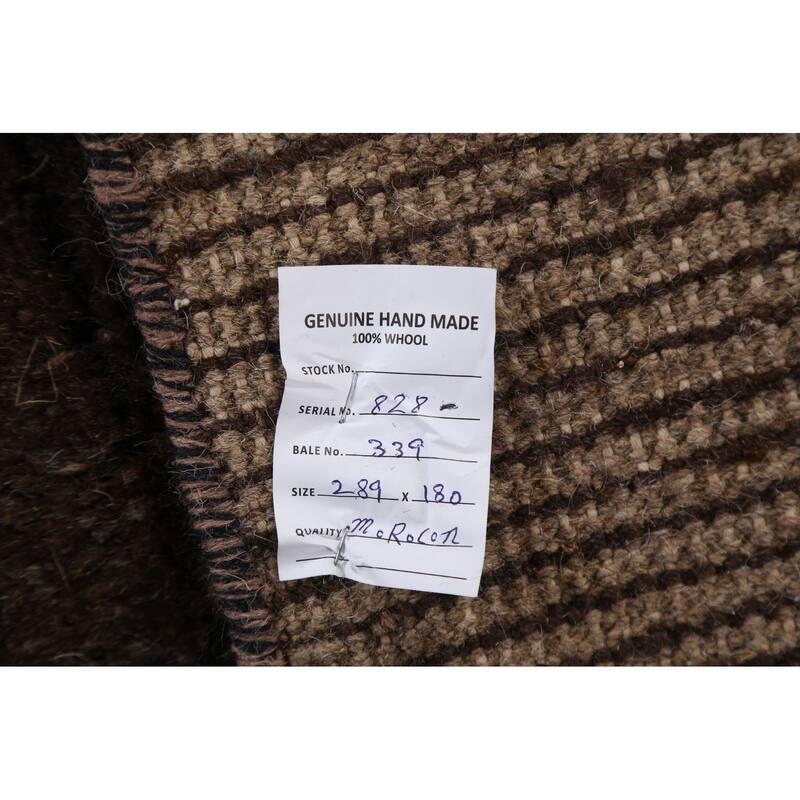 GENUINE HAND MADE
100% WHOOL
STOCK No.
SERIAL No. 828 -
BALE No. 339
SIZE 289 X 180
QUALITY MoRoCon